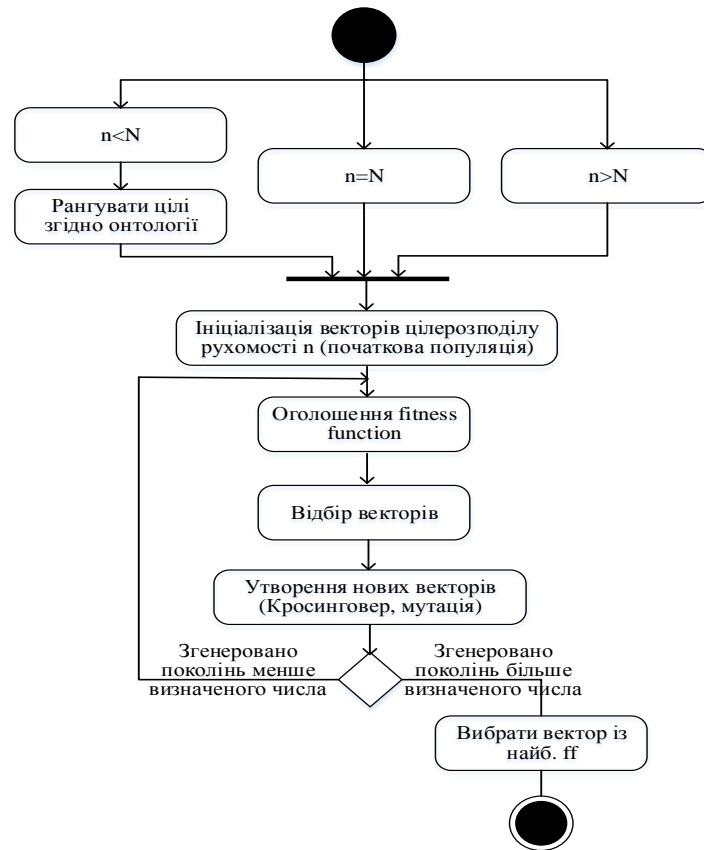 n<N
n=N
n>N
Рангувати цілі
згідно онтології
Ініціалізація векторів цілерозподілу
рухомості n (початкова популяція)
Оголошення fitness
function
Відбір векторів
Утворення нових векторів
(Кросинговер, мутація)
Згенеровано
поколінь менше
визначеного числа
Згенеровано
поколінь більше
визначеного числа
Вибрати вектор із
найб. ff